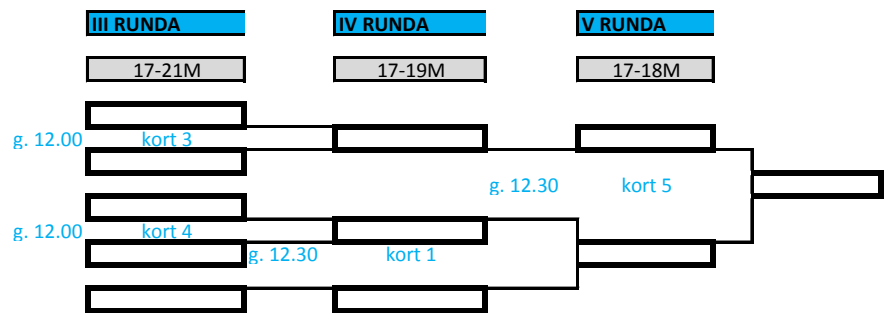 III RUNDA IV RUNDA V RUNDA
17-21M 17-19M 17-18M
g. 12.00 kort 3
g. 12.30 kort 5
g. 12.00 kort 4
g. 12.30 kort 1